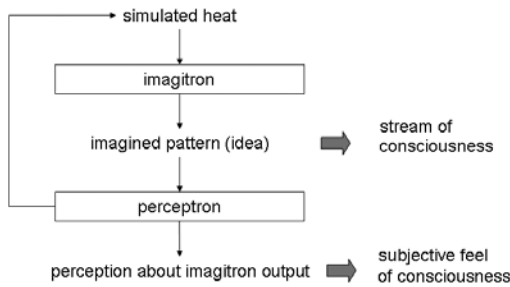 simulated heat
imagitron
imagined pattern (idea)
stream of
consciousness
perceptron
perception about imagitron output
subjective feel
of consciousness